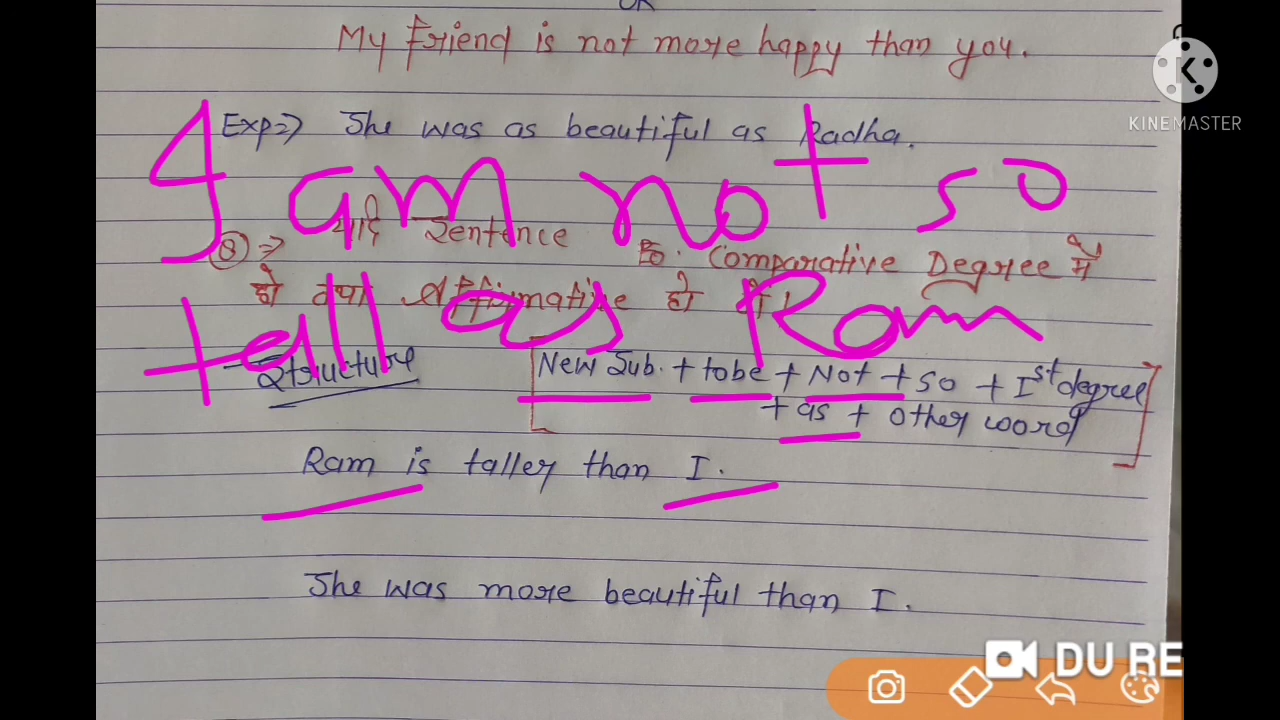 OR
My friend is not more happy than you.
Exp⇒ She was as beautiful as Radha.
I am not so
tall as Ram
③ ⇒ यदि Sentence Comparative Degree में
हो तथा Affirmative हो तो।
Structure
[New Sub. + tobe + Not + so + Ist degree
+ as + other word]
Ram is taller than I.
She was more beautiful than I.
KINEMASTER
DU RE